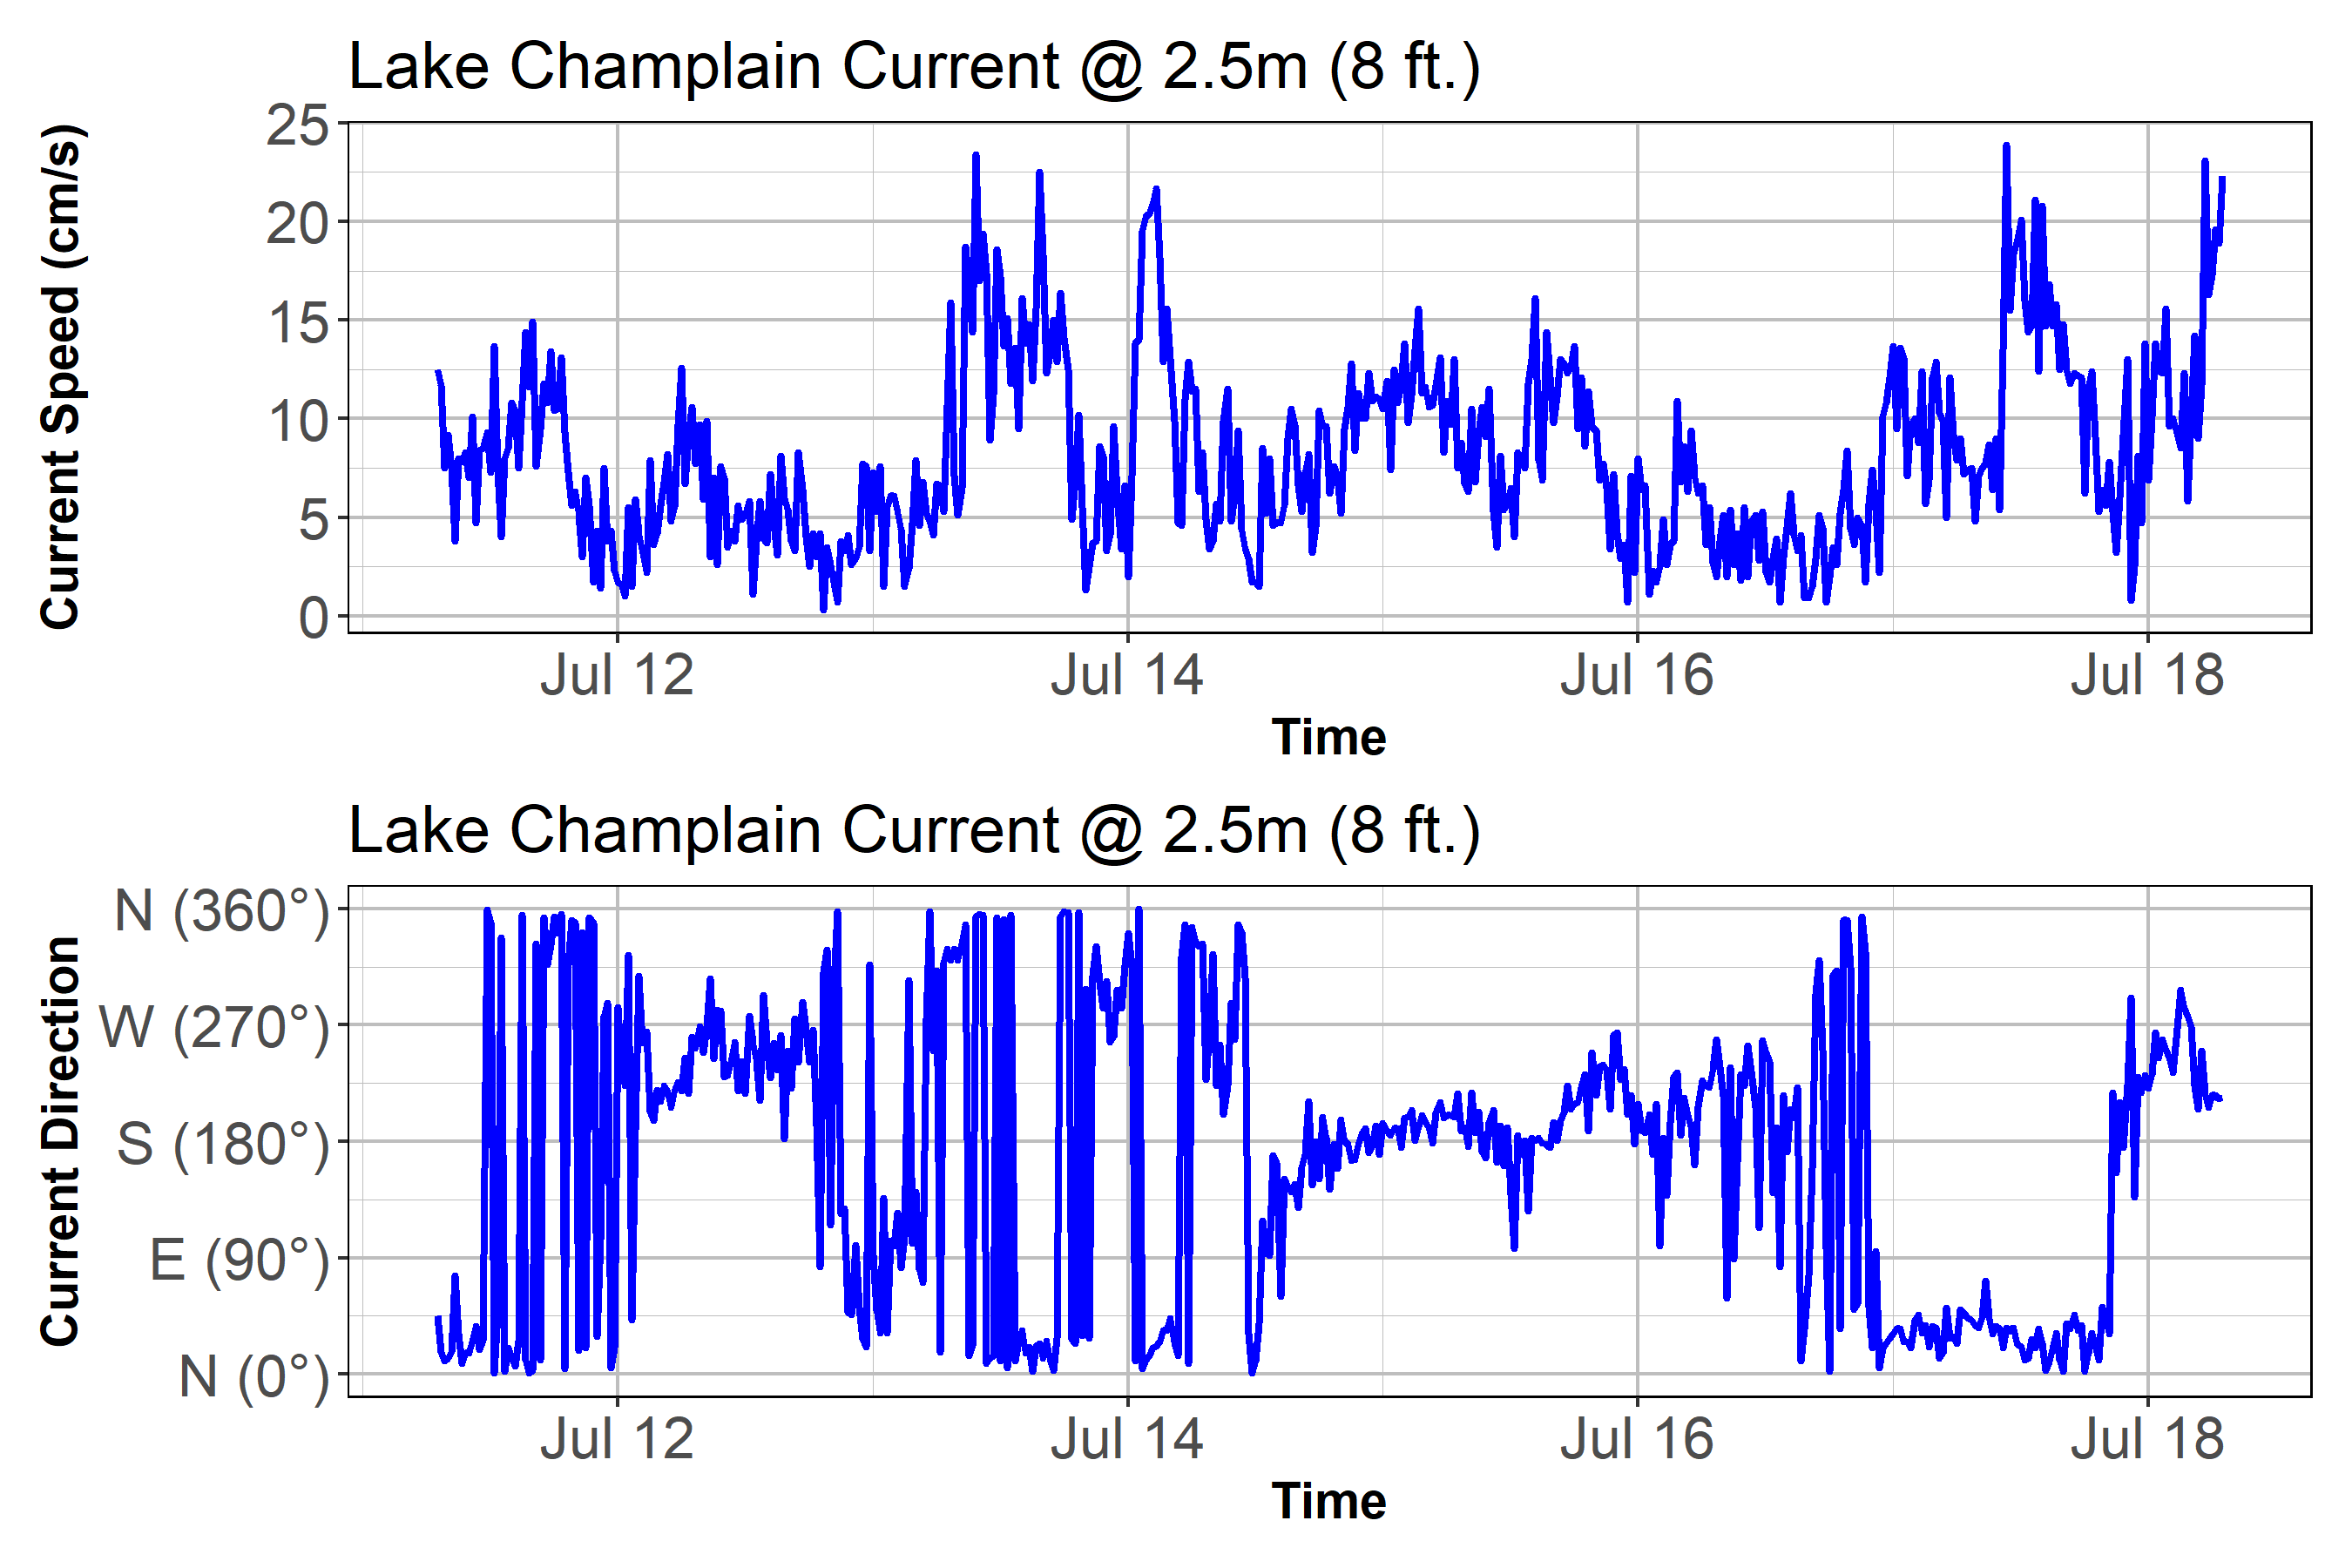 Lake Champlain Current @ 2.5m (8 ft.)
Current Speed (cm/s)
25
20
15
10
5
0
Jul 12
Jul 14
Jul 16
Jul 18
Time
Lake Champlain Current @ 2.5m (8 ft.)
Current Direction
N (360°)
W (270°)
S (180°)
E (90°)
N (0°)
Jul 12
Jul 14
Jul 16
Jul 18
Time